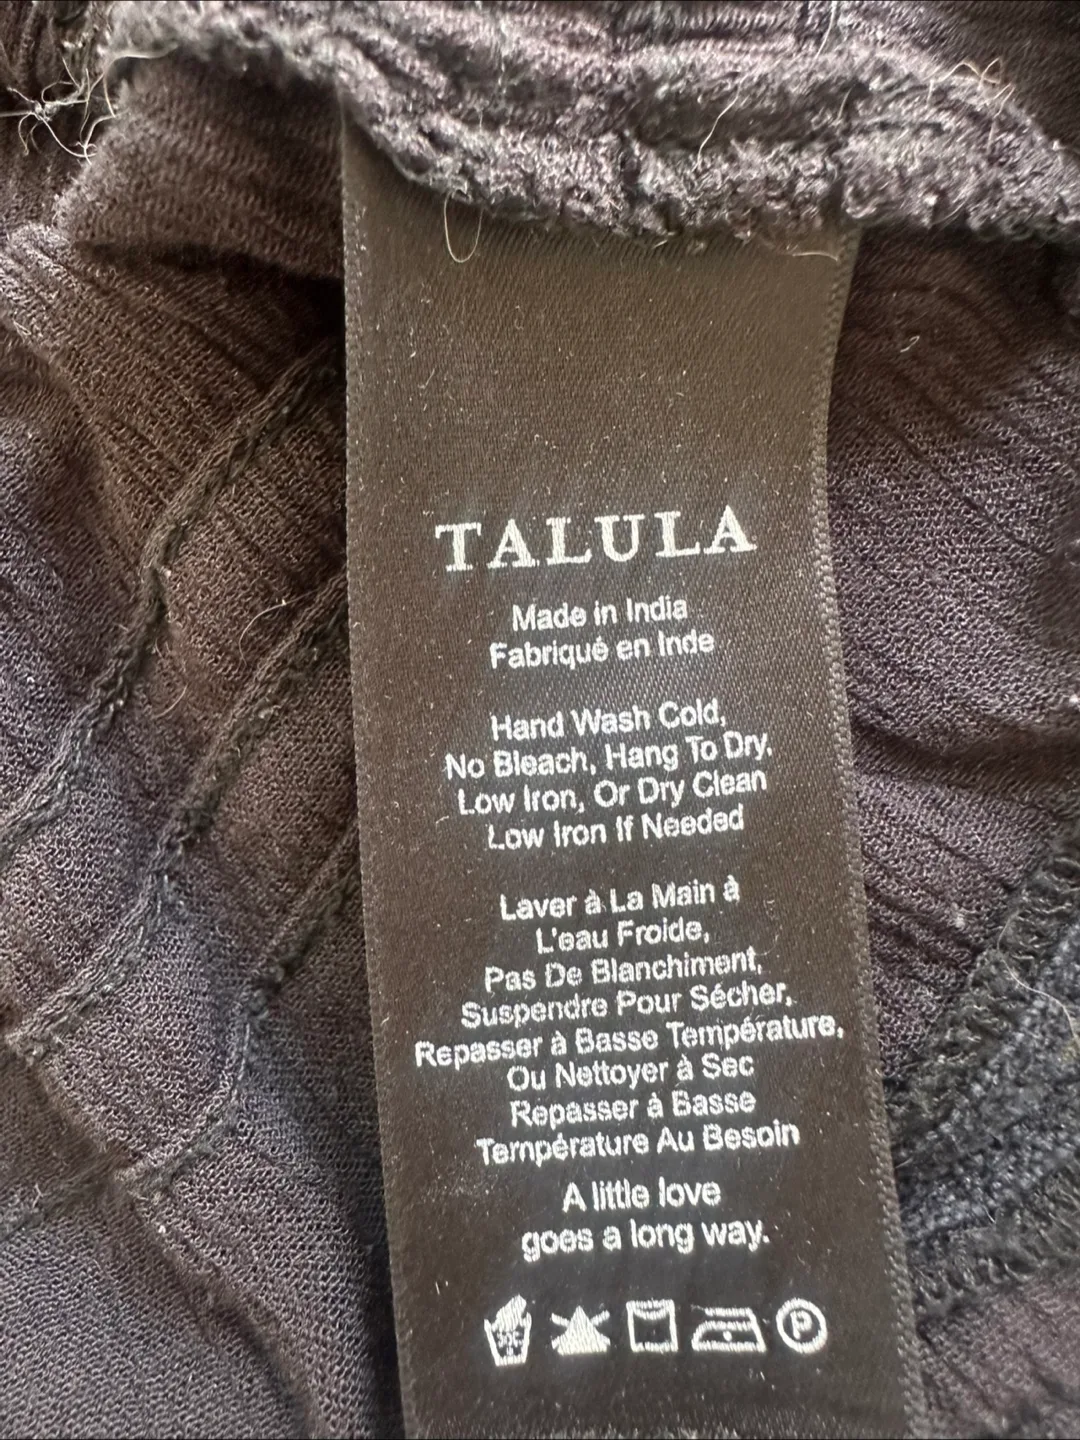 TALULA
Made in India
Fabriqué en Inde
Hand Wash Cold,
No Bleach, Hang To Dry,
Low Iron, Or Dry Clean
Low Iron If Needed
Laver à La Main à
L'eau Froide,
Pas De Blanchiment,
Suspendre Pour Sécher,
Repasser à Basse Température,
Ou Nettoyer à Sec
Repasser à Basse
Température Au Besoin
A little love
goes a long way.
P